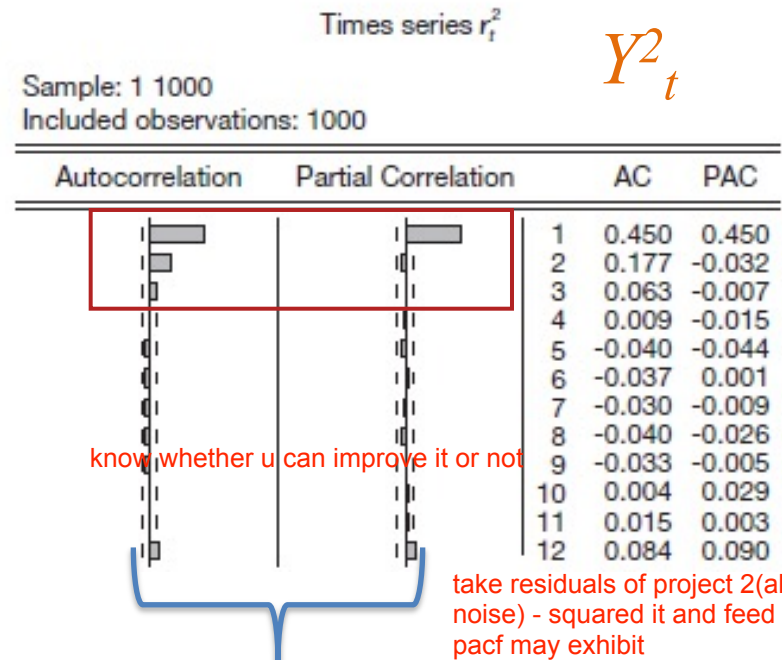 Times series r_t^2
Y^2_t
Sample: 1 1000
Included observations: 1000
Autocorrelation Partial Correlation AC PAC
1 0.450 0.450
2 0.177 -0.032
3 0.063 -0.007
4 0.009 -0.015
5 -0.040 -0.044
6 -0.037 0.001
7 -0.030 -0.009
8 -0.040 -0.026
know whether u can improve it or not
9 -0.033 -0.005
10 0.004 0.029
11 0.015 0.003
12 0.084 0.090
take residuals of project 2(al
noise) - squared it and feed
pacf may exhibit